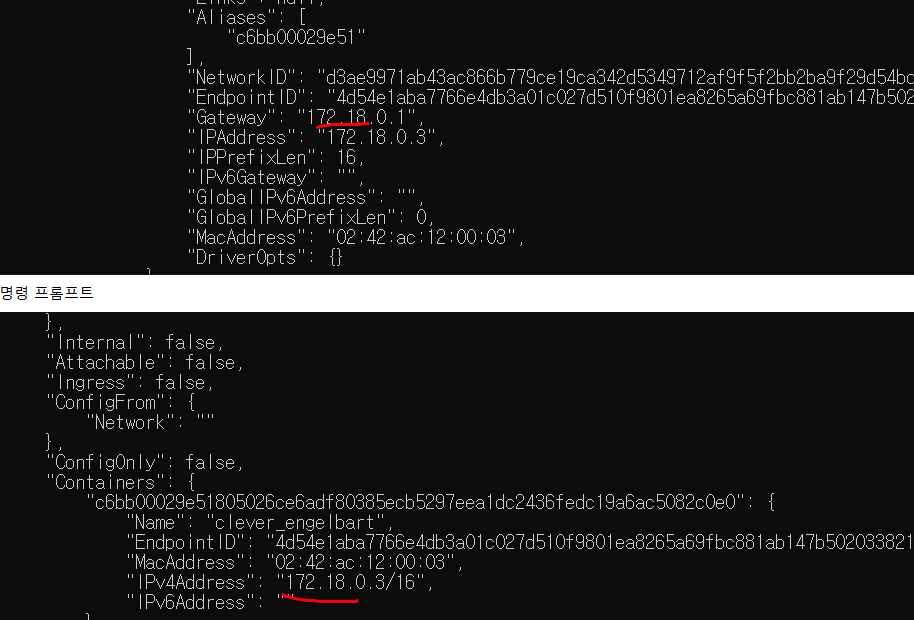 "Aliases": [
"c6bb00029e51"
],
"NetworkID": "d3ae9971ab43ac866b779ce19ca342d5349712af9f5f2bb2ba9f29d54bc
"EndpointID": "4d54e1aba7766e4db3a01c027d510f9801ea8265a69fbc881ab147b502
"Gateway": "172.18.0.1",
"IPAddress": "172.18.0.3",
"IPPrefixLen": 16,
"IPv6Gateway": "",
"GlobalIPv6Address": "",
"GlobalIPv6PrefixLen": 0,
"MacAddress": "02:42:ac:12:00:03",
"DriverOpts": {}
명령 프롬프트
},
"Internal": false,
"Attachable": false,
"Ingress": false,
"ConfigFrom": {
"Network": ""
},
"ConfigOnly": false,
"Containers": {
"c6bb00029e51805026ce6adf80385ecb5297eea1dc2436fedc19a6ac5082c0e0": {
"Name": "clever_engelbart",
"EndpointID": "4d54e1aba7766e4db3a01c027d510f9801ea8265a69fbc881ab147b502033821
"MacAddress": "02:42:ac:12:00:03",
"IPv4Address": "172.18.0.3/16",
"IPv6Address": ""